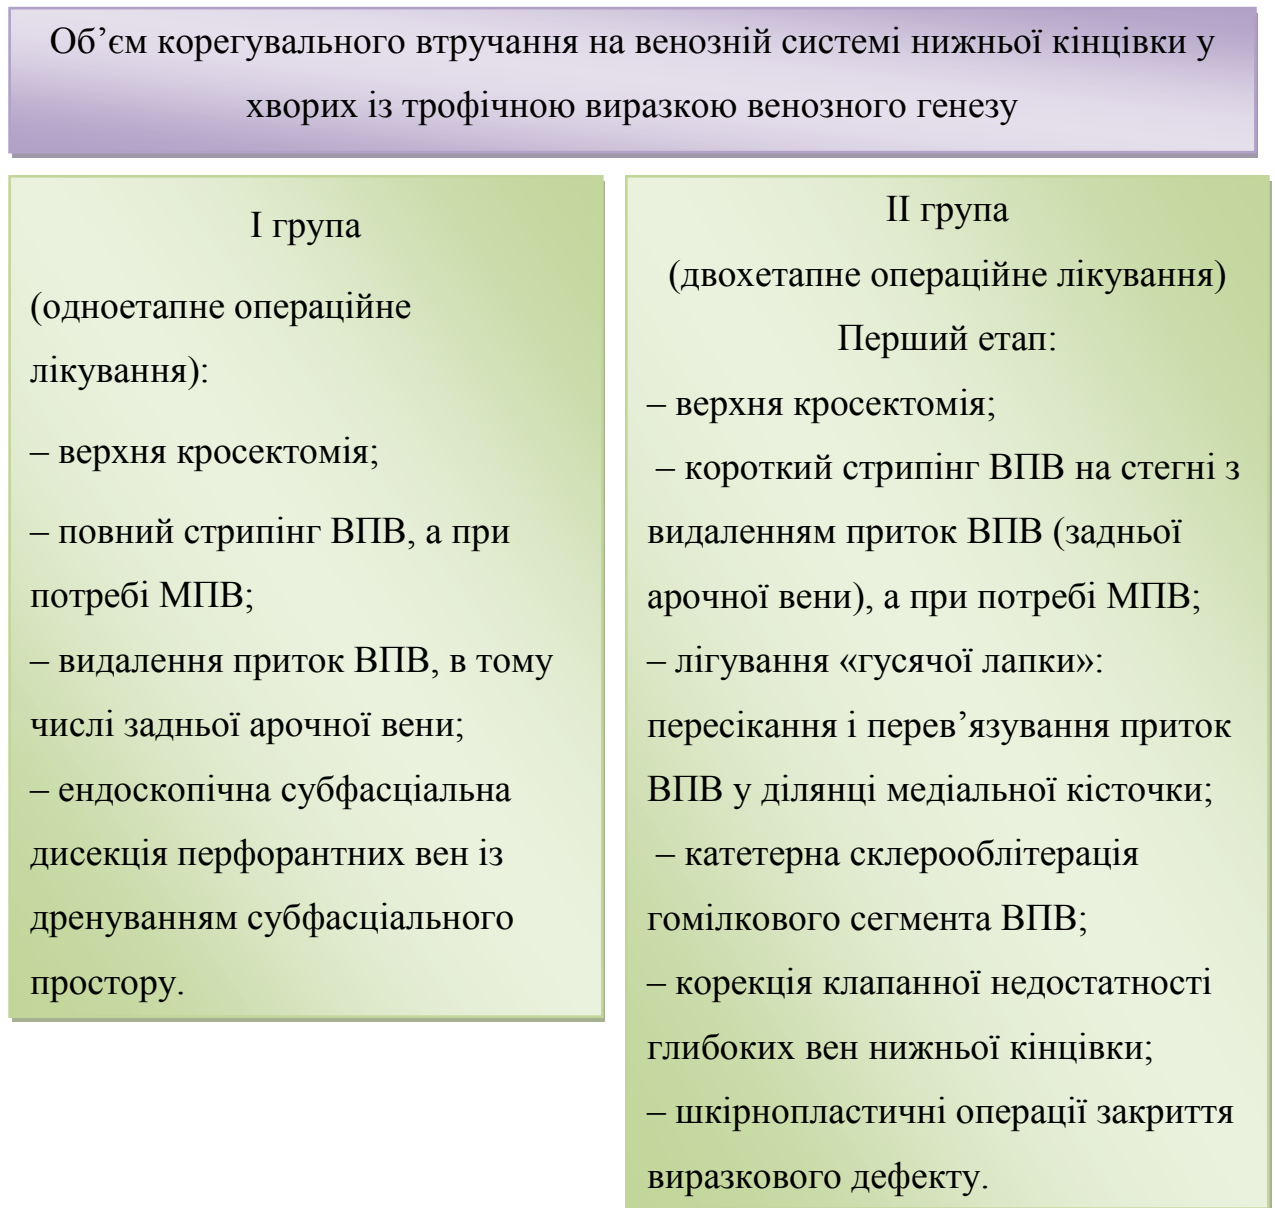 Об’єм корегувального втручання на венозній системі нижньої кінцівки у
хворих із трофічною виразкою венозного генезу
І група
(одноетапне операційне
лікування):
– верхня кросектомія;
– повний стрипінг ВПВ, а при
потребі МПВ;
– видалення приток ВПВ, в тому
числі задньої арочної вени;
– ендоскопічна субфасціальна
дисекція перфорантних вен із
дренуванням субфасціального
простору.
ІІ група
(двохетапне операційне лікування)
Перший етап:
– верхня кросектомія;
– короткий стрипінг ВПВ на стегні з
видаленням приток ВПВ (задньої
арочної вени), а при потребі МПВ;
– лігування «гусячої лапки»:
пересікання і перев’язування приток
ВПВ у ділянці медіальної кісточки;
– катетерна склерооблітерація
гомілкового сегмента ВПВ;
– корекція клапанної недостатності
глибоких вен нижньої кінцівки;
– шкірнопластичні операції закриття
виразкового дефекту.